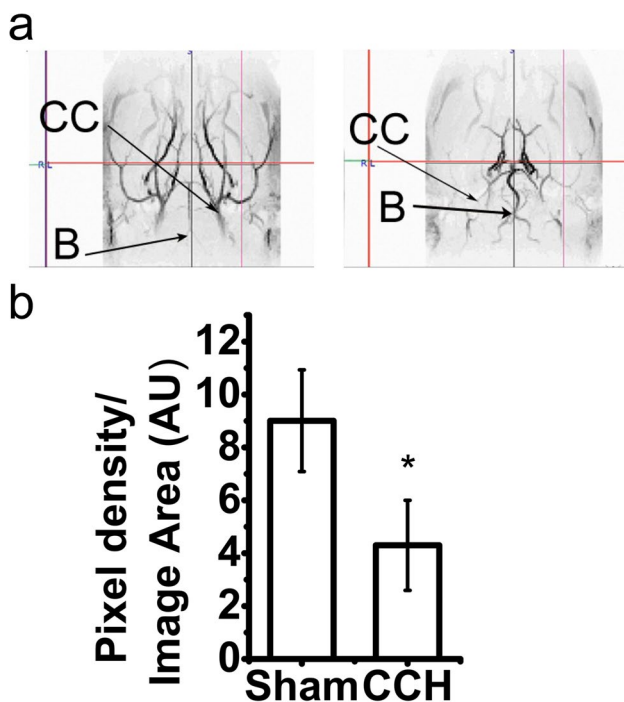 a
S
S
CC
R L
CC
R L
B
B
b
12
10
8
6
4
2
0
Pixel density/
Image Area (AU)
*
Sham CCH